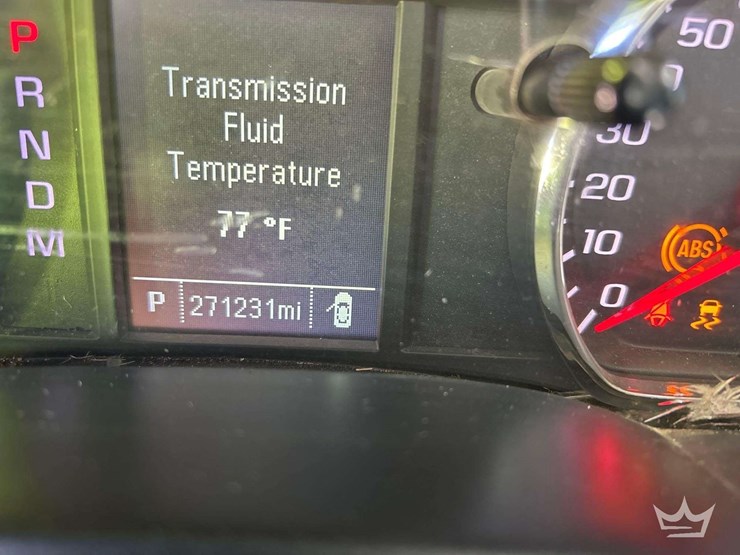 P
R
N
D
M
Transmission
Fluid
Temperature
77 °F
P 271231mi
50
30
20
10
0
ABS